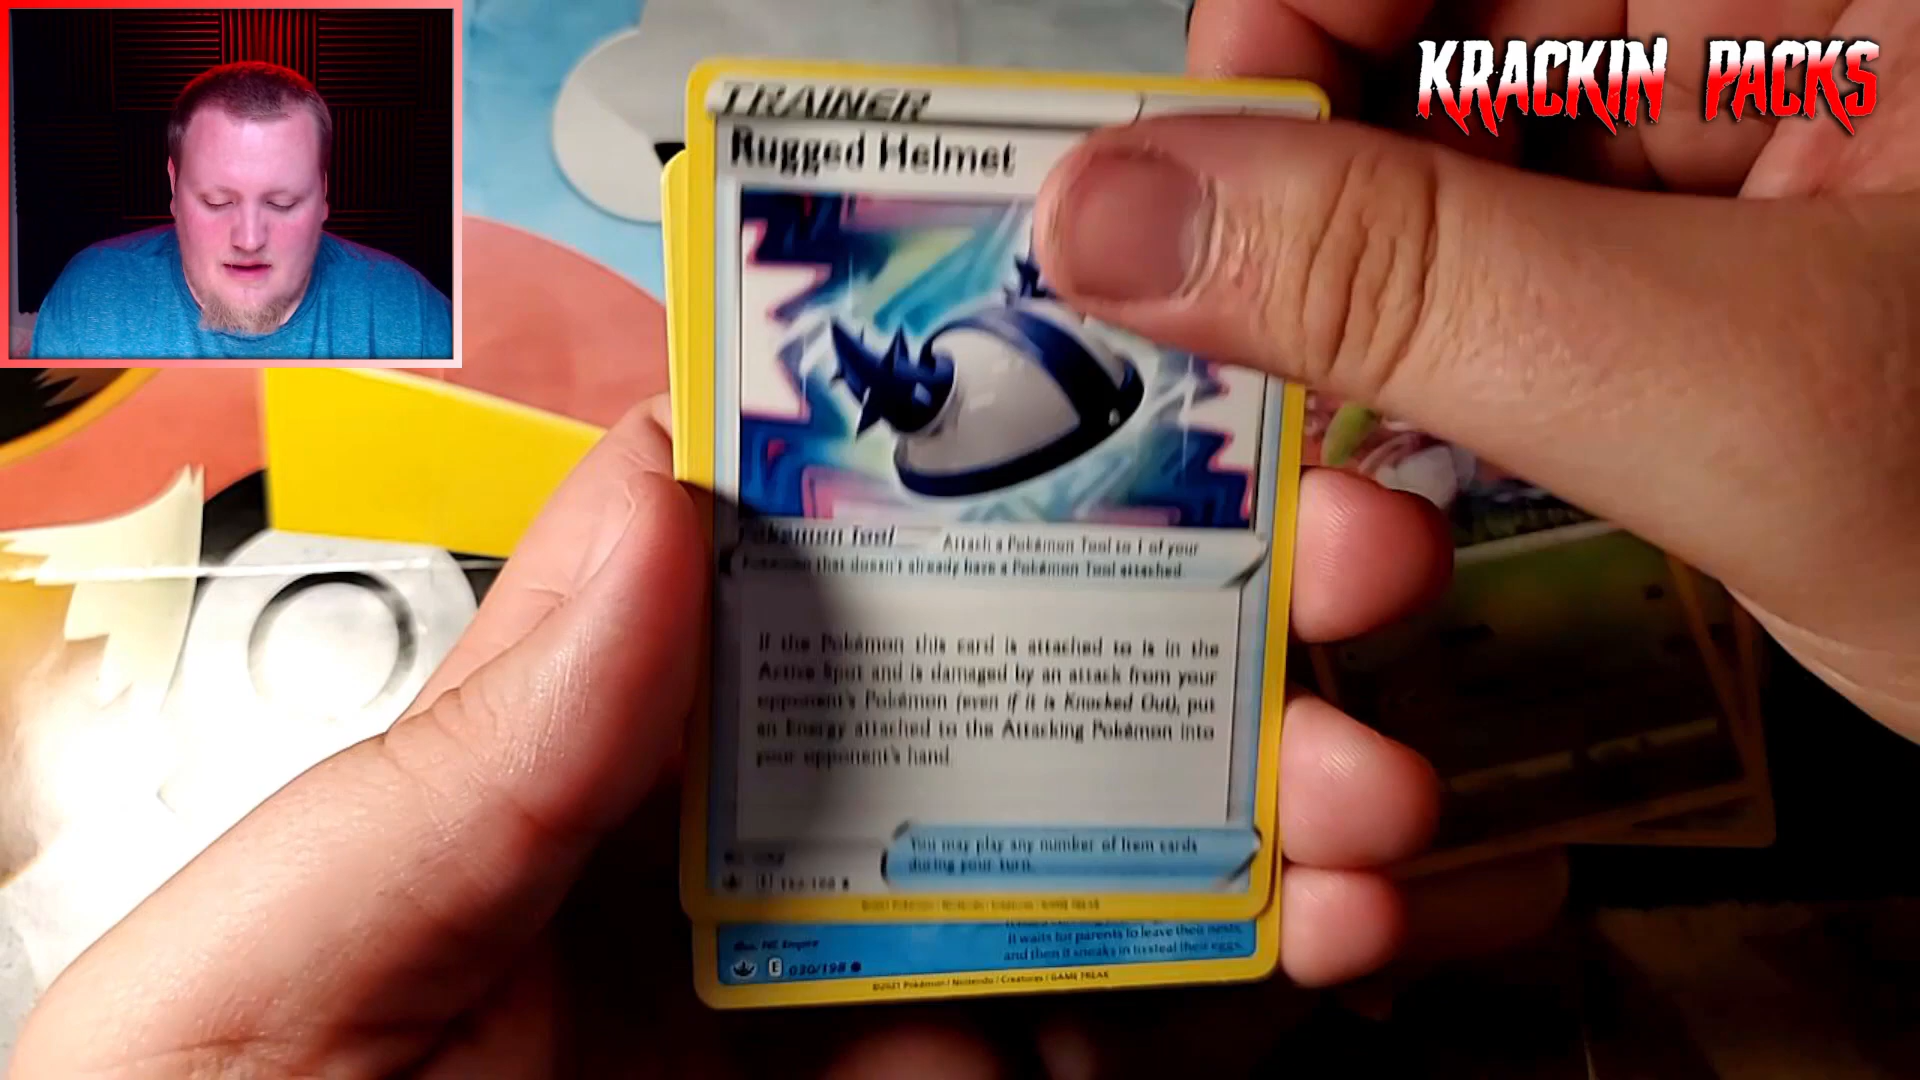 KRACKIN PACKS
TRAINER
Rugged Helmet
Pokémon Tool
Attach a Pokémon Tool to 1 of your
Pokémon that doesn't already have a Pokémon Tool attached.
If the Pokémon this card is attached to is in the
Active Spot and is damaged by an attack from your
opponent's Pokémon (even if it is Knocked Out), put
an Energy attached to the Attacking Pokémon into
your opponent's hand.
You may play any number of Item cards
during your turn.
It waits for parents to leave their nests,
and then it sneaks in to steal their eggs.
Illus. NE Empire
E 030/198
©2021 Pokémon / Nintendo / Creatures / GAME FREAK